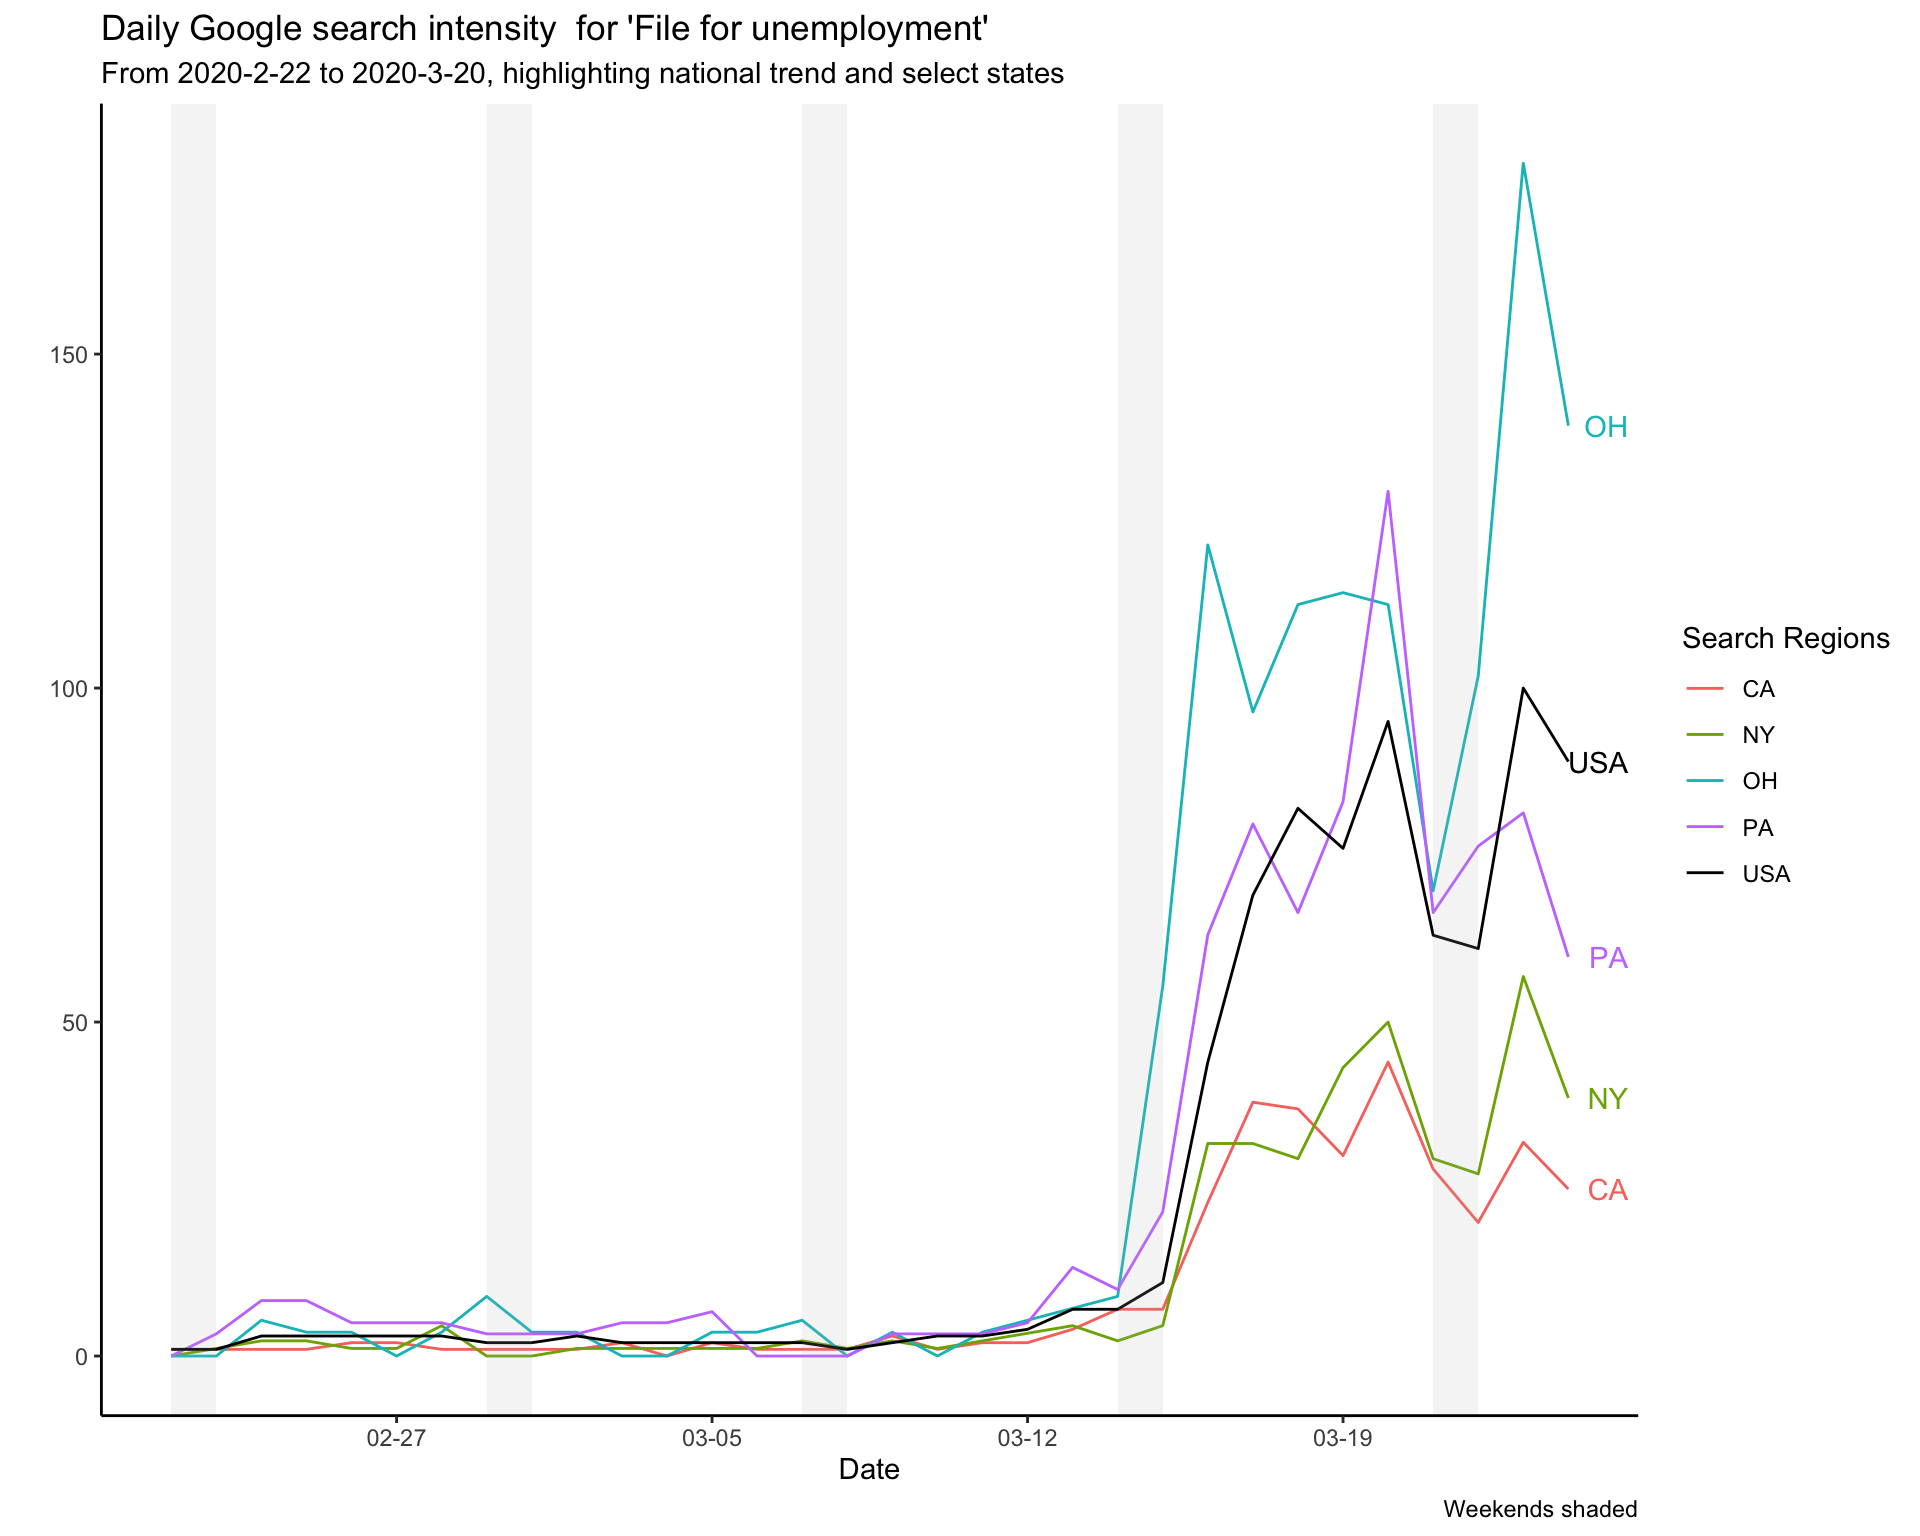 Daily Google search intensity  for 'File for unemployment'
From 2020-2-22 to 2020-3-20, highlighting national trend and select states
150
100
50
0
OH
USA
PA
NY
CA
Search Regions
CA
NY
OH
PA
USA
02-27
03-05
03-12
03-19
Date
Weekends shaded